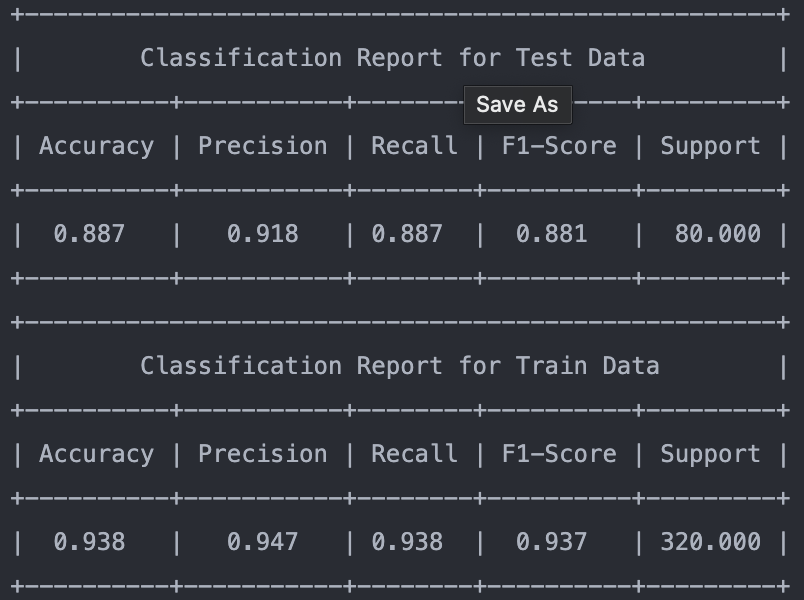 Classification Report for Test Data
Save As
| Accuracy | Precision | Recall | F1-Score | Support |
| 0.887 | 0.918 | 0.887 | 0.881 | 80.000 |
Classification Report for Train Data
| Accuracy | Precision | Recall | F1-Score | Support |
| 0.938 | 0.947 | 0.938 | 0.937 | 320.000 |